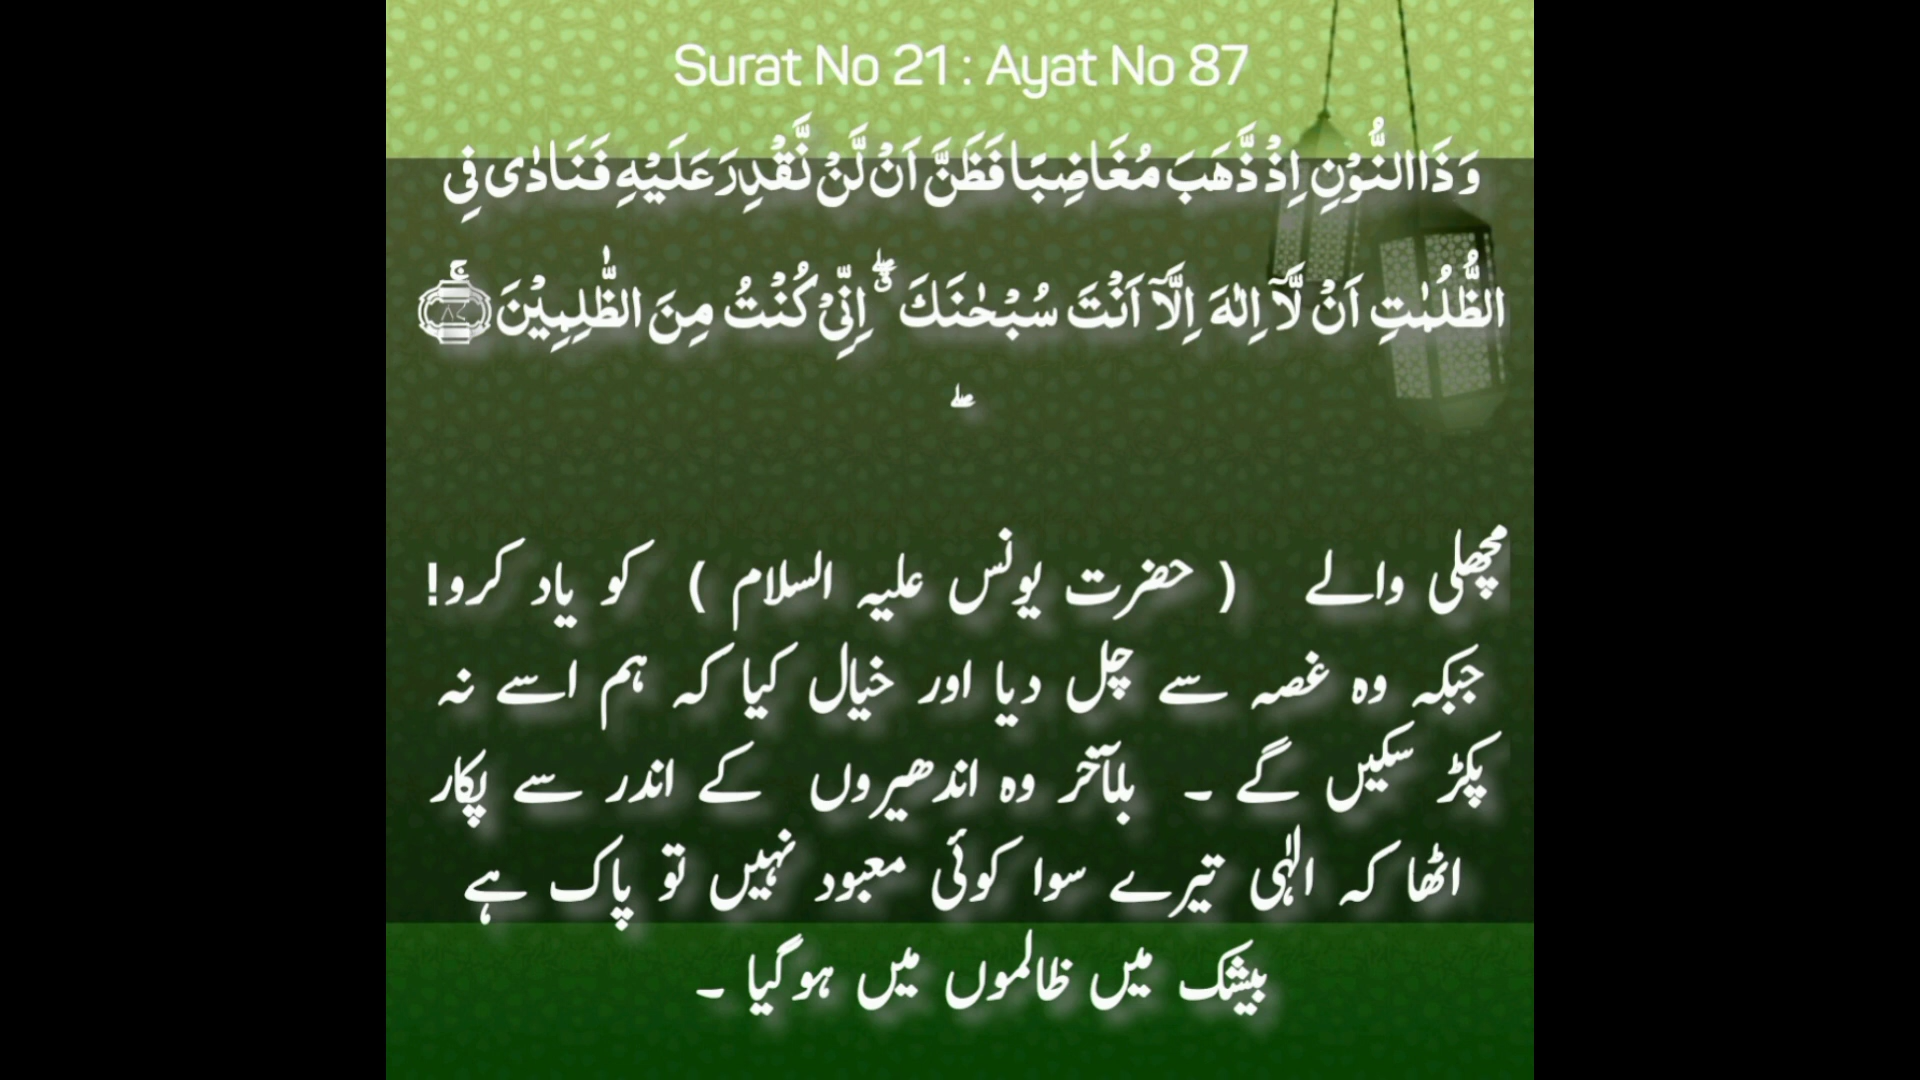 Surat No 21 : Ayat No 87
وَ ذَا النُّوۡنِ اِذۡ ذَّهَبَ مُغَاضِبًا فَظَنَّ اَنۡ لَّنۡ نَّقۡدِرَ عَلَیۡهِ فَنَادٰی فِی
الظُّلُمٰتِ اَنۡ لَّاۤ اِلٰهَ اِلَّاۤ اَنۡتَ سُبۡحٰنَكَ ٭ۖ اِنِّیۡ كُنۡتُ مِنَ الظّٰلِمِیۡنَ ﴿ۚ۸۷﴾
ۖ
مچھلی والے ( حضرت یونس علیہ السلام ) کو یاد کرو!
جبکہ وہ غصہ سے چل دیا اور خیال کیا کہ ہم اسے نہ
پکڑ سکیں گے ۔ بلآخر وہ اندھیروں کے اندر سے پکار
اٹھا کہ الٰہی تیرے سوا کوئی معبود نہیں تو پاک ہے
بیشک میں ظالموں میں ہوگیا ۔